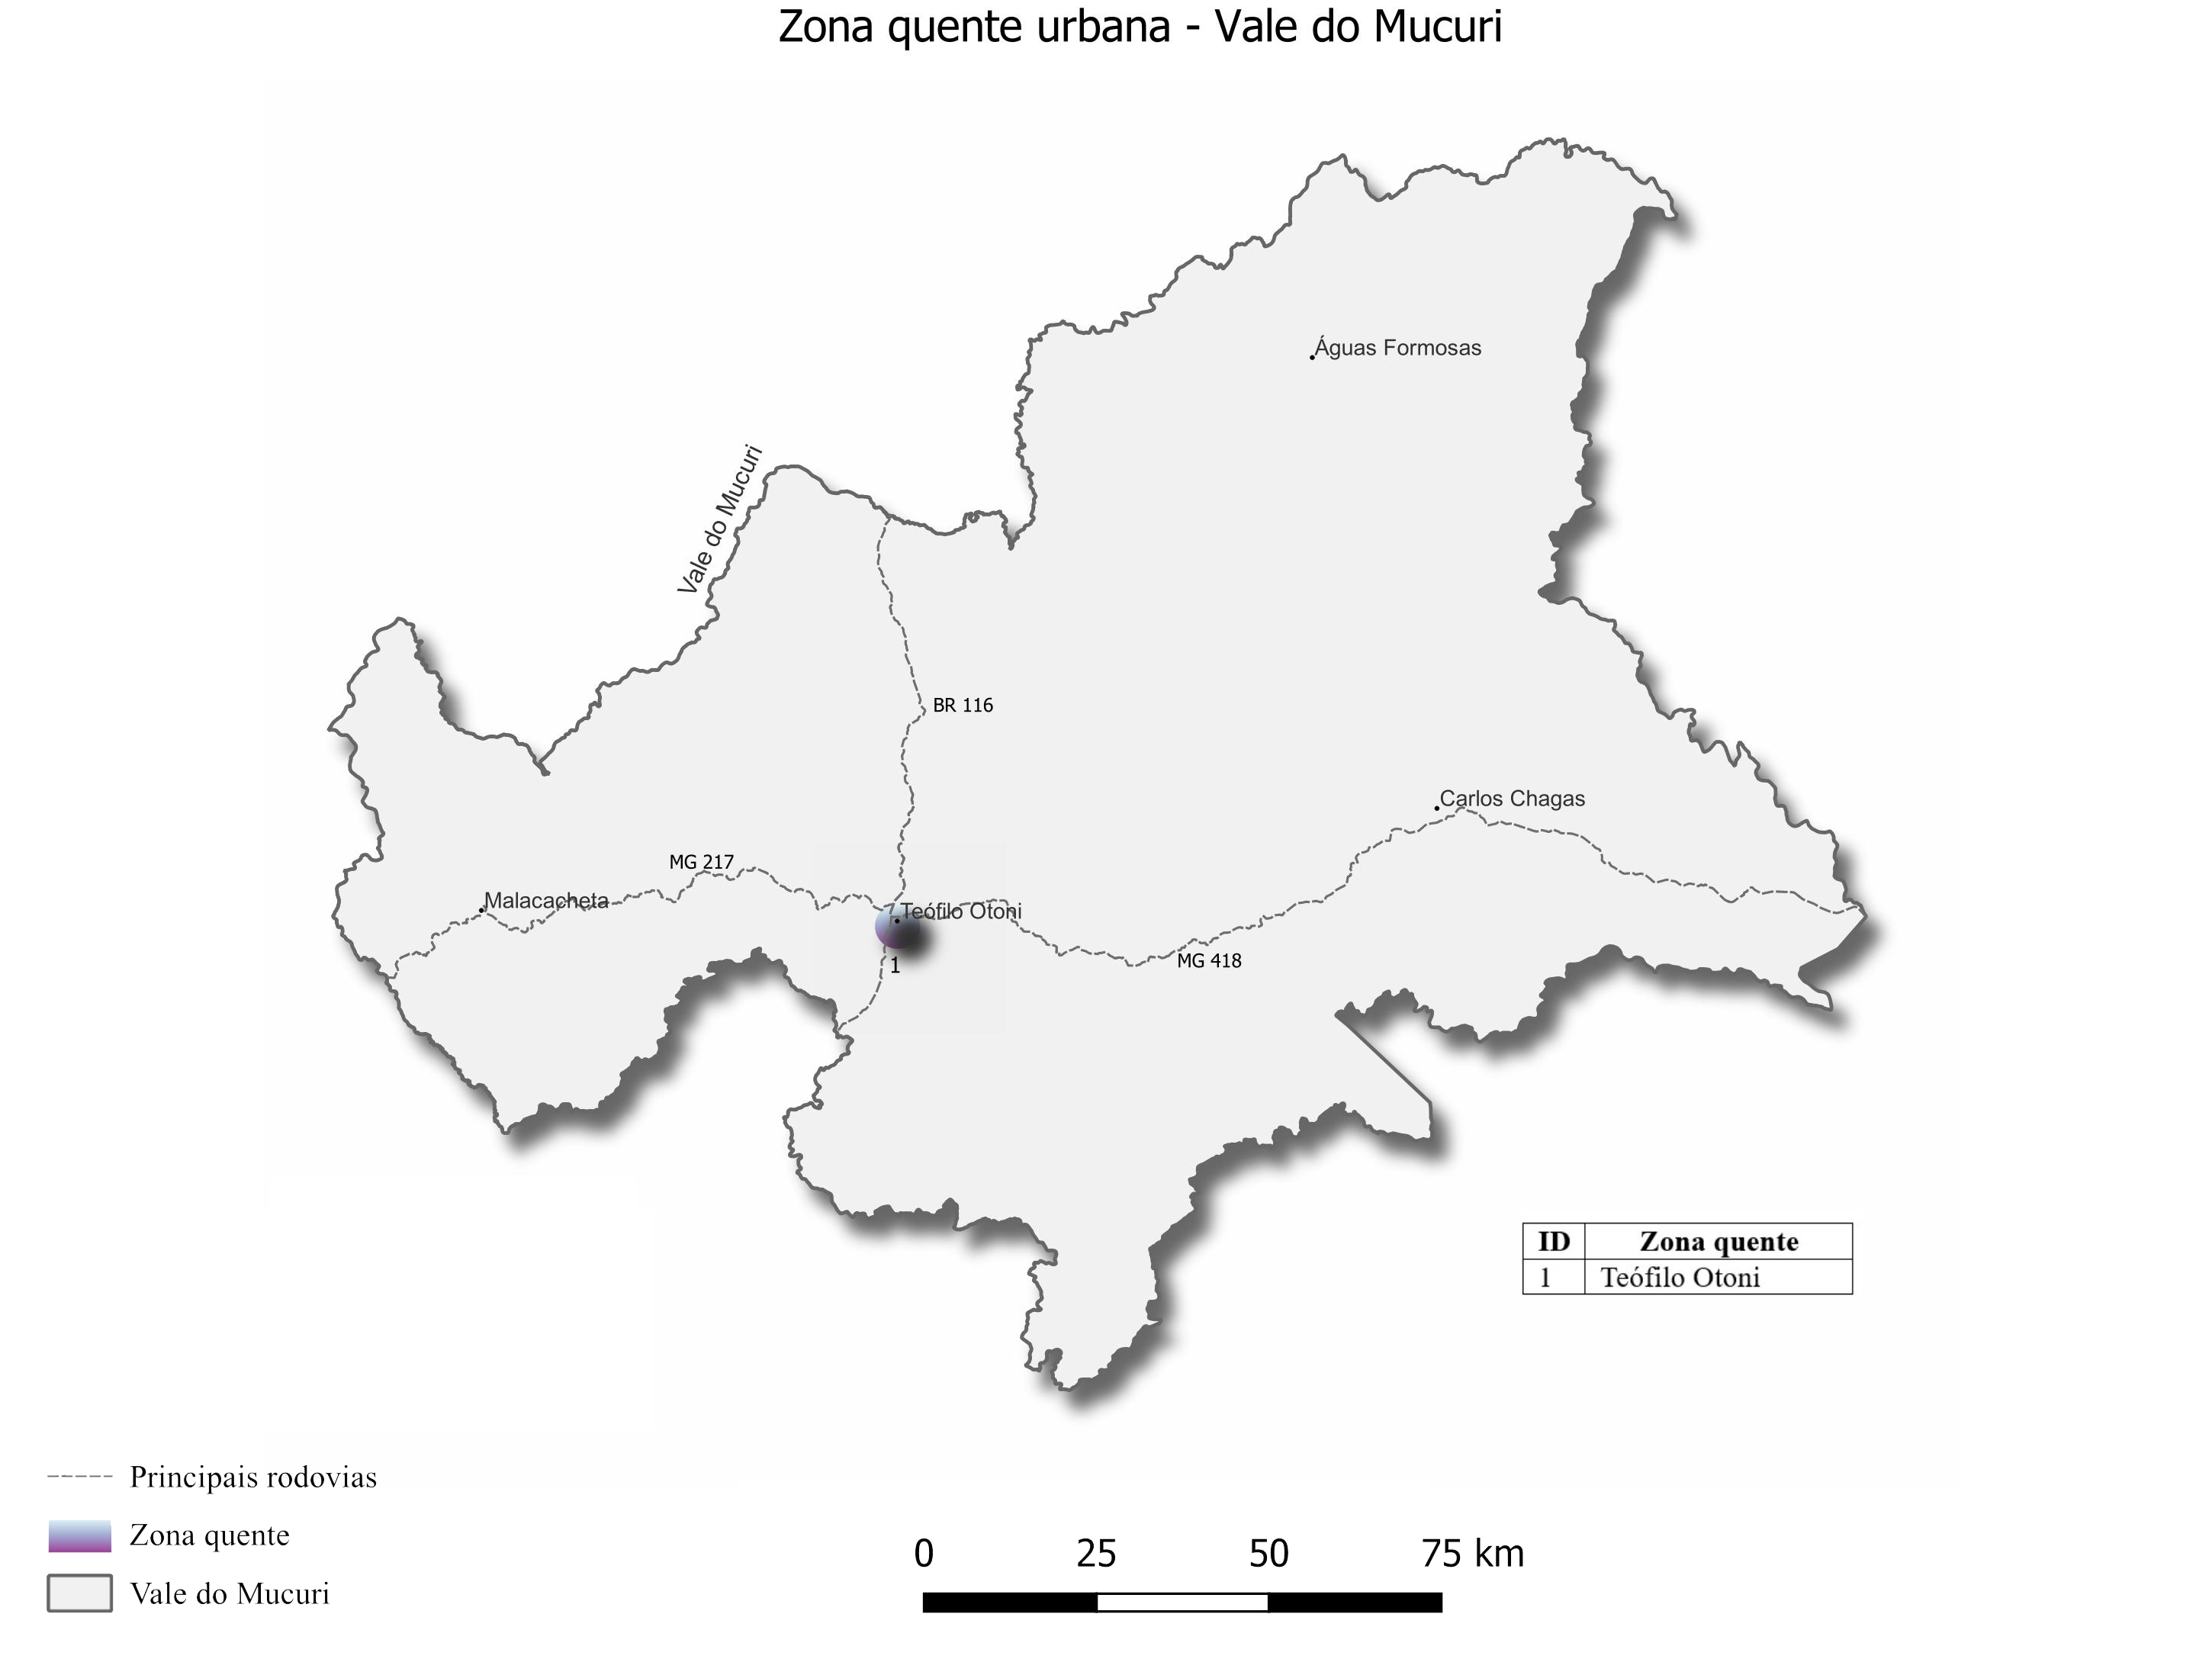 Zona quente urbana - Vale do Mucuri
Águas Formosas
Vale do Mucuri
BR 116
Carlos Chagas
MG 217
Malacacheta
Teófilo Otoni
1
MG 418
ID Zona quente
1 Teófilo Otoni
Principais rodovias
Zona quente
Vale do Mucuri
0 25 50 75 km